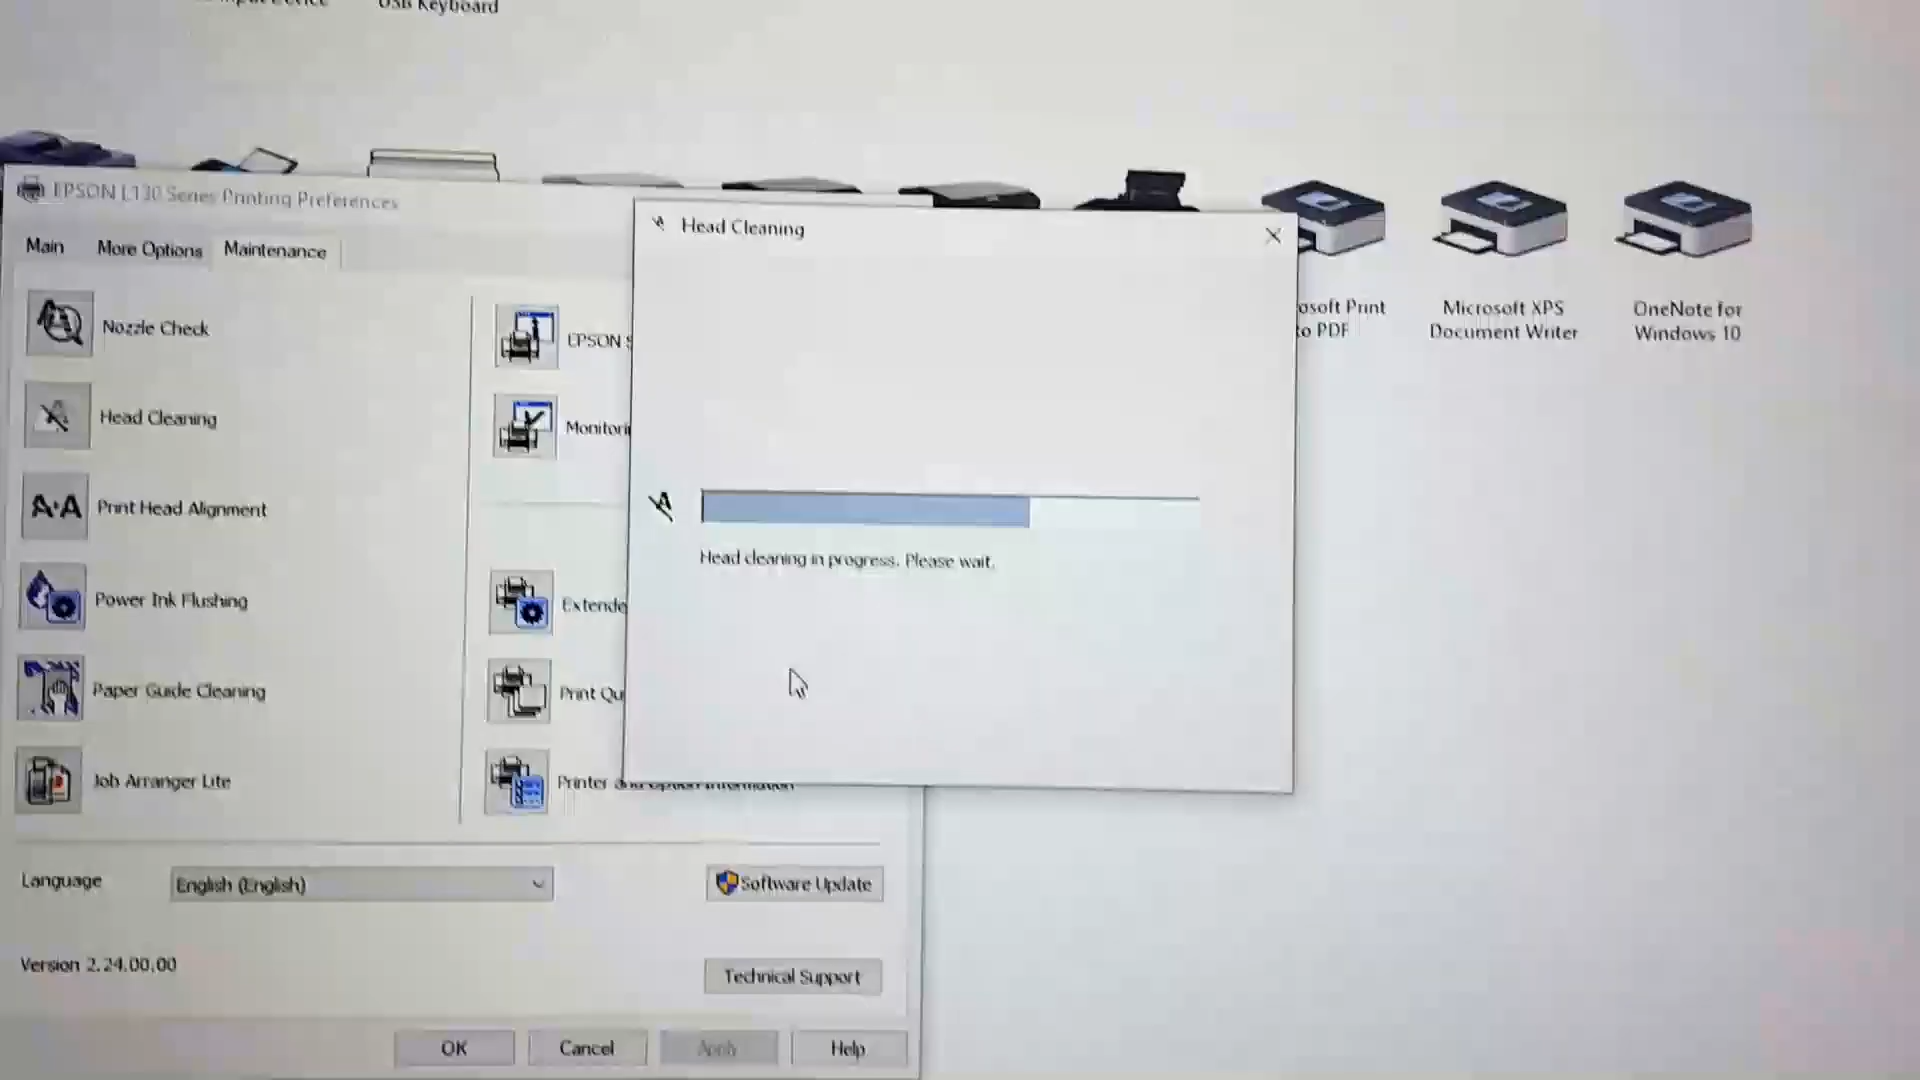 USB Keyboard
EPSON L130 Series Printing Preferences
Main
More Options
Maintenance
Nozzle Check
Head Cleaning
Print Head Alignment
Power Ink Flushing
Paper Guide Cleaning
Job Arranger Lite
EPSON
Monitori
Extende
Print Qu
Printer and Option Information
Head Cleaning
Head cleaning in progress. Please wait.
osoft Print
to PDF
Microsoft XPS
Document Writer
OneNote for
Windows 10
Language
English (English)
Software Update
Version 2.24.00.00
Technical Support
OK
Cancel
Apply
Help